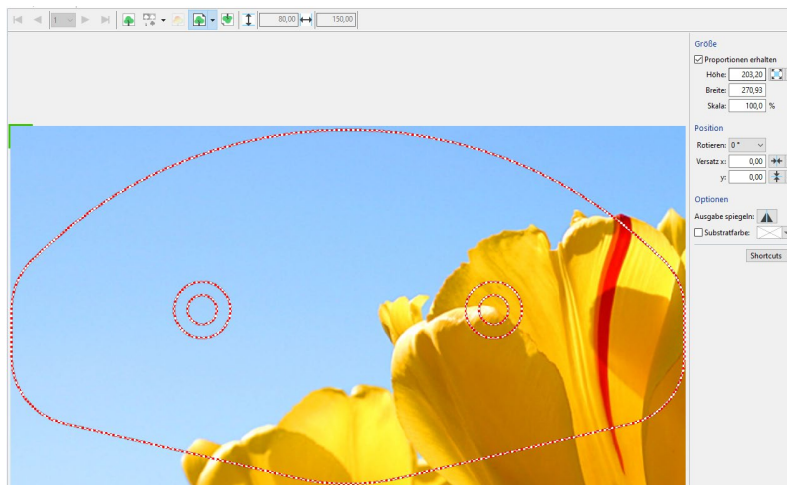 1 80,00 150,00
Größe
Proportionen erhalten
Höhe: 203,20
Breite: 270,93
Skala: 100,0 %
Position
Rotieren: 0 °
Versatz x: 0,00
y: 0,00
Optionen
Ausgabe spiegeln:
Substratfarbe:
Shortcuts